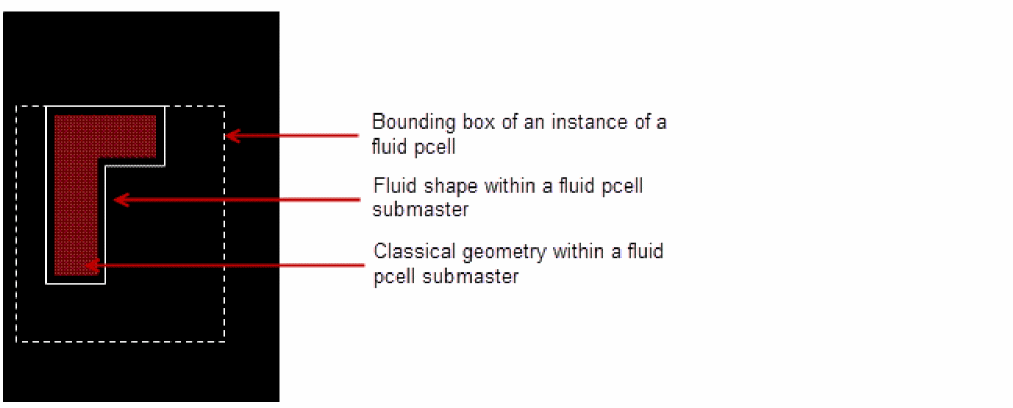 Bounding box of an instance of a
fluid pcell
Fluid shape within a fluid pcell
submaster
Classical geometry within a fluid
pcell submaster